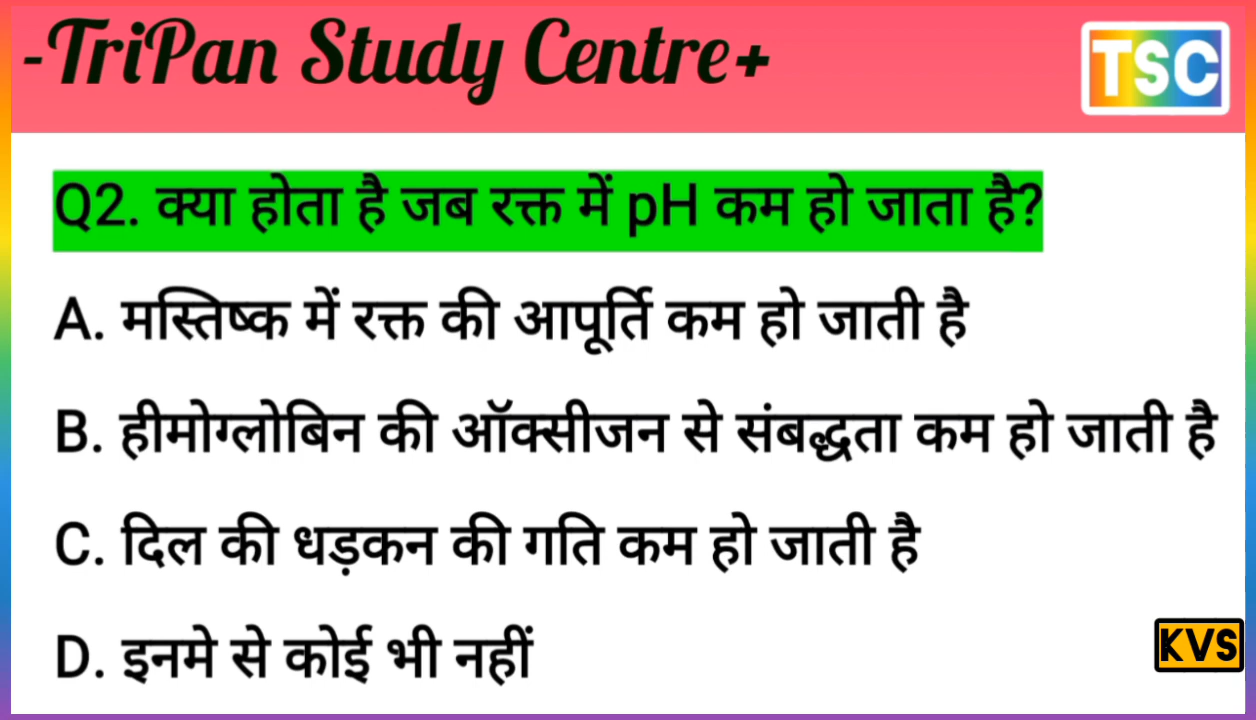 -TriPan Study Centre+
TSC
Q2. क्या होता है जब रक्त में pH कम हो जाता है?
A. मस्तिष्क में रक्त की आपूर्ति कम हो जाती है
B. हीमोग्लोबिन की ऑक्सीजन से संबद्धता कम हो जाती है
C. दिल की धड़कन की गति कम हो जाती है
D. इनमे से कोई भी नहीं
KVS